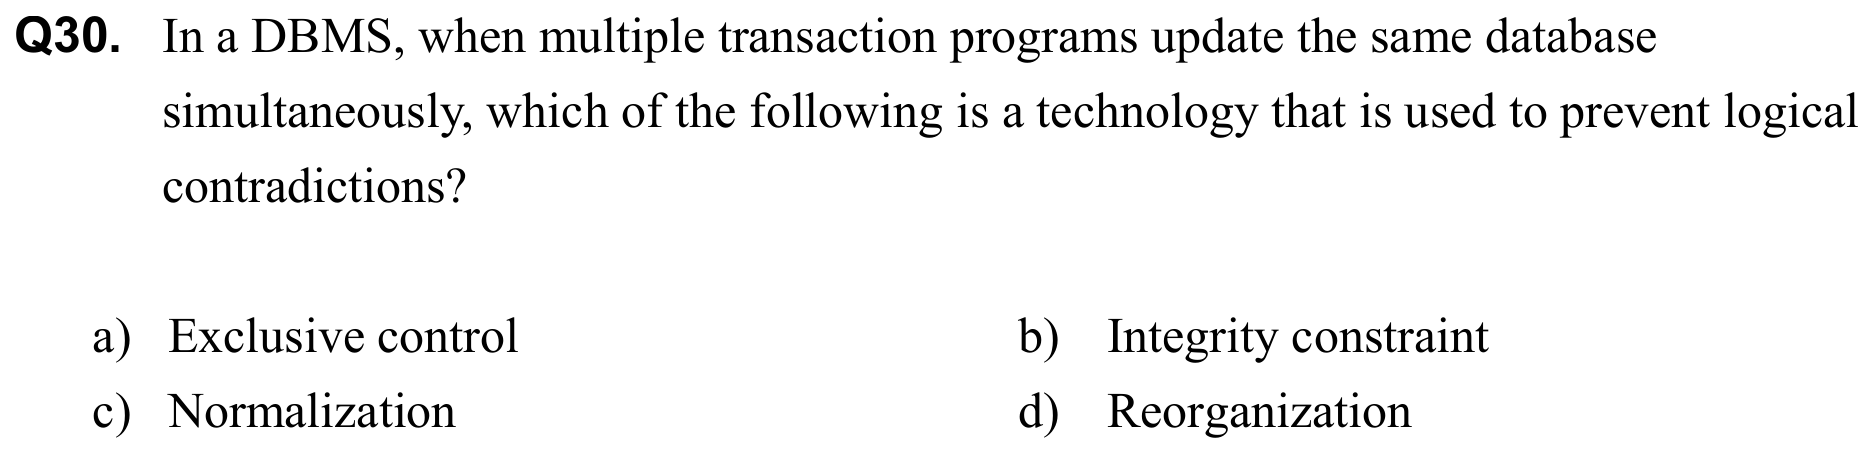 Q30. In a DBMS, when multiple transaction programs update the same database
simultaneously, which of the following is a technology that is used to prevent logical
contradictions?
a) Exclusive control b) Integrity constraint
c) Normalization d) Reorganization